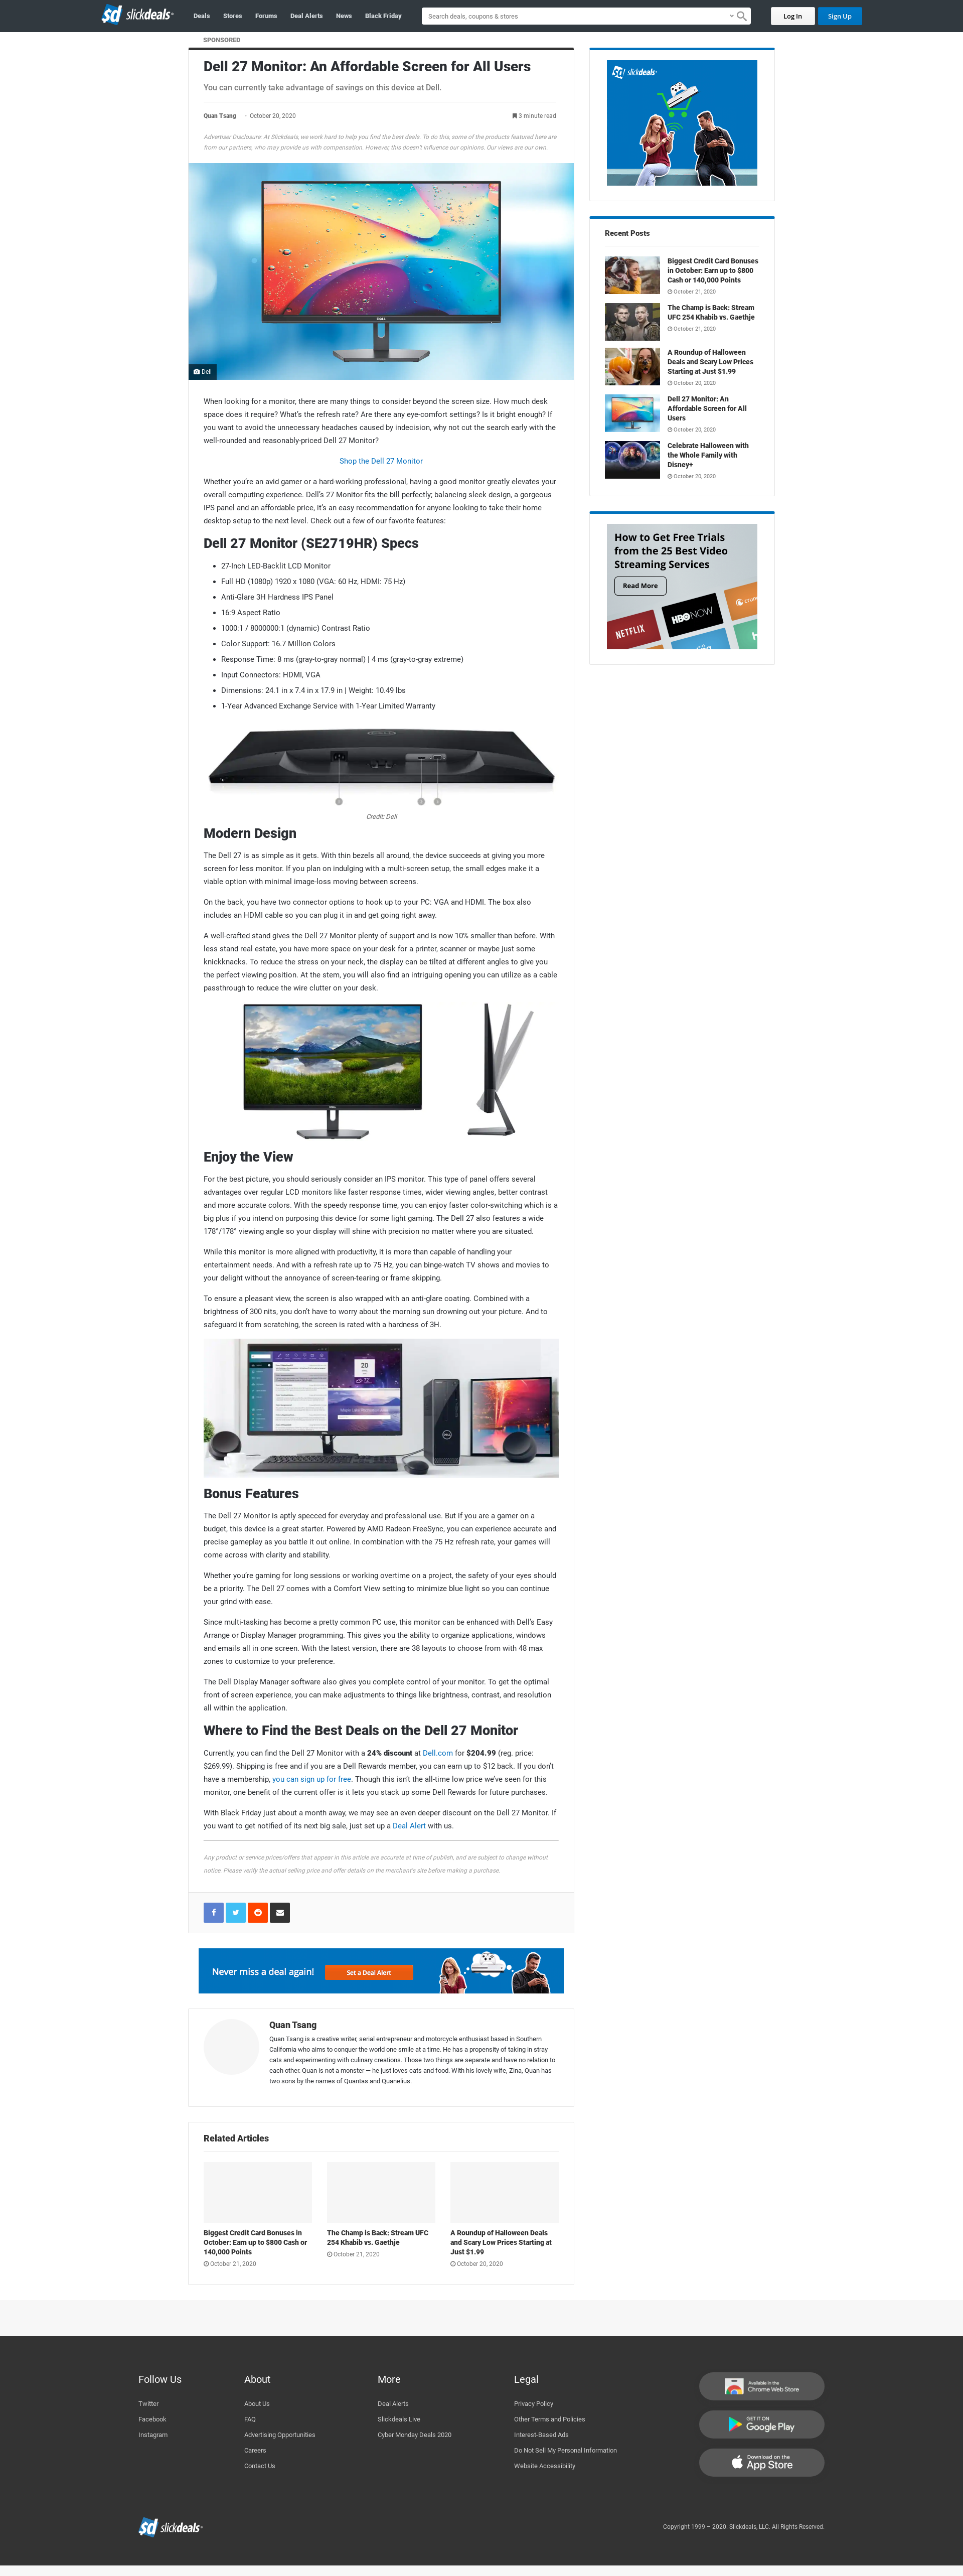 sd slickdeals
Deals Stores Forums Deal Alerts News Black Friday
Search deals, coupons & stores
Log In Sign Up
SPONSORED
Dell 27 Monitor: An Affordable Screen for All Users
You can currently take advantage of savings on this device at Dell.
Quan Tsang · October 20, 2020
3 minute read
Advertiser Disclosure: At Slickdeals, we work hard to help you find the best deals. To do this, some of the products featured here are
from our partners, who may provide us with compensation. However, this doesn't influence our opinions. Our views are our own.
DELL
Dell
When looking for a monitor, there are many things to consider beyond the screen size. How much desk
space does it require? What's the refresh rate? Are there any eye-comfort settings? Is it bright enough? If
you want to avoid the unnecessary headaches caused by indecision, why not cut the search early with the
well-rounded and reasonably-priced Dell 27 Monitor?
Shop the Dell 27 Monitor
Whether you're an avid gamer or a hard-working professional, having a good monitor greatly elevates your
overall computing experience. Dell's 27 Monitor fits the bill perfectly; balancing sleek design, a gorgeous
IPS panel and an affordable price, it's an easy recommendation for anyone looking to take their home
desktop setup to the next level. Check out a few of our favorite features:
Dell 27 Monitor (SE2719HR) Specs
27-Inch LED-Backlit LCD Monitor
Full HD (1080p) 1920 x 1080 (VGA: 60 Hz, HDMI: 75 Hz)
Anti-Glare 3H Hardness IPS Panel
16:9 Aspect Ratio
1000:1 / 8000000:1 (dynamic) Contrast Ratio
Color Support: 16.7 Million Colors
Response Time: 8 ms (gray-to-gray normal) | 4 ms (gray-to-gray extreme)
Input Connectors: HDMI, VGA
Dimensions: 24.1 in x 7.4 in x 17.9 in | Weight: 10.49 lbs
1-Year Advanced Exchange Service with 1-Year Limited Warranty
Credit: Dell
Modern Design
The Dell 27 is as simple as it gets. With thin bezels all around, the device succeeds at giving you more
screen for less monitor. If you plan on indulging with a multi-screen setup, the small edges make it a
viable option with minimal image-loss moving between screens.
On the back, you have two connector options to hook up to your PC: VGA and HDMI. The box also
includes an HDMI cable so you can plug it in and get going right away.
A well-crafted stand gives the Dell 27 Monitor plenty of support and is now 10% smaller than before. With
less stand real estate, you have more space on your desk for a printer, scanner or maybe just some
knickknacks. To reduce the stress on your neck, the display can be tilted at different angles to give you
the perfect viewing position. At the stem, you will also find an intriguing opening you can utilize as a cable
passthrough to reduce the wire clutter on your desk.
Enjoy the View
For the best picture, you should seriously consider an IPS monitor. This type of panel offers several
advantages over regular LCD monitors like faster response times, wider viewing angles, better contrast
and more accurate colors. With the speedy response time, you can enjoy faster color-switching which is a
big plus if you intend on purposing this device for some light gaming. The Dell 27 also features a wide
178°/178° viewing angle so your display will shine with precision no matter where you are situated.
While this monitor is more aligned with productivity, it is more than capable of handling your
entertainment needs. And with a refresh rate up to 75 Hz, you can binge-watch TV shows and movies to
your delight without the annoyance of screen-tearing or frame skipping.
To ensure a pleasant view, the screen is also wrapped with an anti-glare coating. Combined with a
brightness of 300 nits, you don't have to worry about the morning sun drowning out your picture. And to
safeguard it from scratching, the screen is rated with a hardness of 3H.
20
Bonus Features
The Dell 27 Monitor is aptly specced for everyday and professional use. But if you are a gamer on a
budget, this device is a great starter. Powered by AMD Radeon FreeSync, you can experience accurate and
precise gameplay as you battle it out online. In combination with the 75 Hz refresh rate, your games will
come across with clarity and stability.
Whether you're gaming for long sessions or working overtime on a project, the safety of your eyes should
be a priority. The Dell 27 comes with a Comfort View setting to minimize blue light so you can continue
your grind with ease.
Since multi-tasking has become a pretty common PC use, this monitor can be enhanced with Dell's Easy
Arrange or Display Manager programming. This gives you the ability to organize applications, windows
and emails all in one screen. With the latest version, there are 38 layouts to choose from with 48 max
zones to customize to your preference.
The Dell Display Manager software also gives you complete control of your monitor. To get the optimal
front of screen experience, you can make adjustments to things like brightness, contrast, and resolution
all within the application.
Where to Find the Best Deals on the Dell 27 Monitor
Currently, you can find the Dell 27 Monitor with a 24% discount at Dell.com for $204.99 (reg. price:
$269.99). Shipping is free and if you are a Dell Rewards member, you can earn up to $12 back. If you don't
have a membership, you can sign up for free. Though this isn't the all-time low price we've seen for this
monitor, one benefit of the current offer is it lets you stack up some Dell Rewards for future purchases.
With Black Friday just about a month away, we may see an even deeper discount on the Dell 27 Monitor. If
you want to get notified of its next big sale, just set up a Deal Alert with us.
Any product or service prices/offers that appear in this article are accurate at time of publish, and are subject to change without
notice. Please verify the actual selling price and offer details on the merchant's site before making a purchase.
Never miss a deal again! Set a Deal Alert
Quan Tsang
Quan Tsang is a creative writer, serial entrepreneur and motorcycle enthusiast based in Southern
California who aims to conquer the world one smile at a time. He has a propensity of taking in stray
cats and experimenting with culinary creations. Those two things are separate and have no relation to
each other. Quan is not a monster — he just loves cats and food. With his lovely wife, Zina, Quan has
two sons by the names of Quantas and Quanelius.
Related Articles
Biggest Credit Card Bonuses in
October: Earn up to $800 Cash or
140,000 Points
October 21, 2020
The Champ is Back: Stream UFC
254 Khabib vs. Gaethje
October 21, 2020
A Roundup of Halloween Deals
and Scary Low Prices Starting at
Just $1.99
October 20, 2020
sd slickdeals
Recent Posts
Biggest Credit Card Bonuses
in October: Earn up to $800
Cash or 140,000 Points
October 21, 2020
The Champ is Back: Stream
UFC 254 Khabib vs. Gaethje
October 21, 2020
A Roundup of Halloween
Deals and Scary Low Prices
Starting at Just $1.99
October 20, 2020
Dell 27 Monitor: An
Affordable Screen for All
Users
October 20, 2020
Celebrate Halloween with
the Whole Family with
Disney+
October 20, 2020
How to Get Free Trials
from the 25 Best Video
Streaming Services
Read More
NETFLIX
HBO NOW
Follow Us
Twitter
Facebook
Instagram
About
About Us
FAQ
Advertising Opportunities
Careers
Contact Us
More
Deal Alerts
Slickdeals Live
Cyber Monday Deals 2020
Legal
Privacy Policy
Other Terms and Policies
Interest-Based Ads
Do Not Sell My Personal Information
Website Accessibility
Available in the
Chrome Web Store
GET IT ON
Google Play
Download on the
App Store
sd slickdeals
Copyright 1999 – 2020. Slickdeals, LLC. All Rights Reserved.